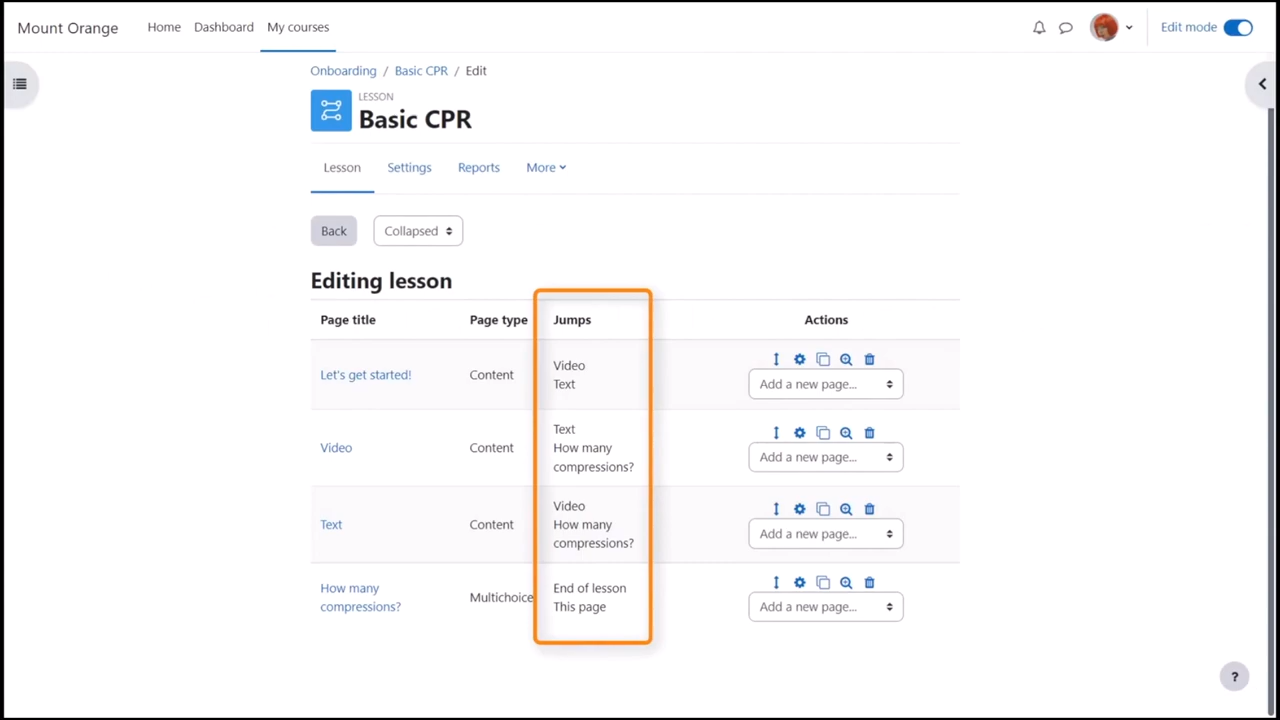 Mount Orange Home Dashboard My courses Edit mode
Onboarding / Basic CPR / Edit
LESSON
Basic CPR
Lesson Settings Reports More
Back Collapsed
Editing lesson
Page title Page type Jumps Actions
Let's get started! Content Video
Text
Add a new page...
Video Content Text
How many
compressions?
Add a new page...
Text Content Video
How many
compressions?
Add a new page...
How many
compressions?
Multichoice End of lesson
This page
Add a new page...
?